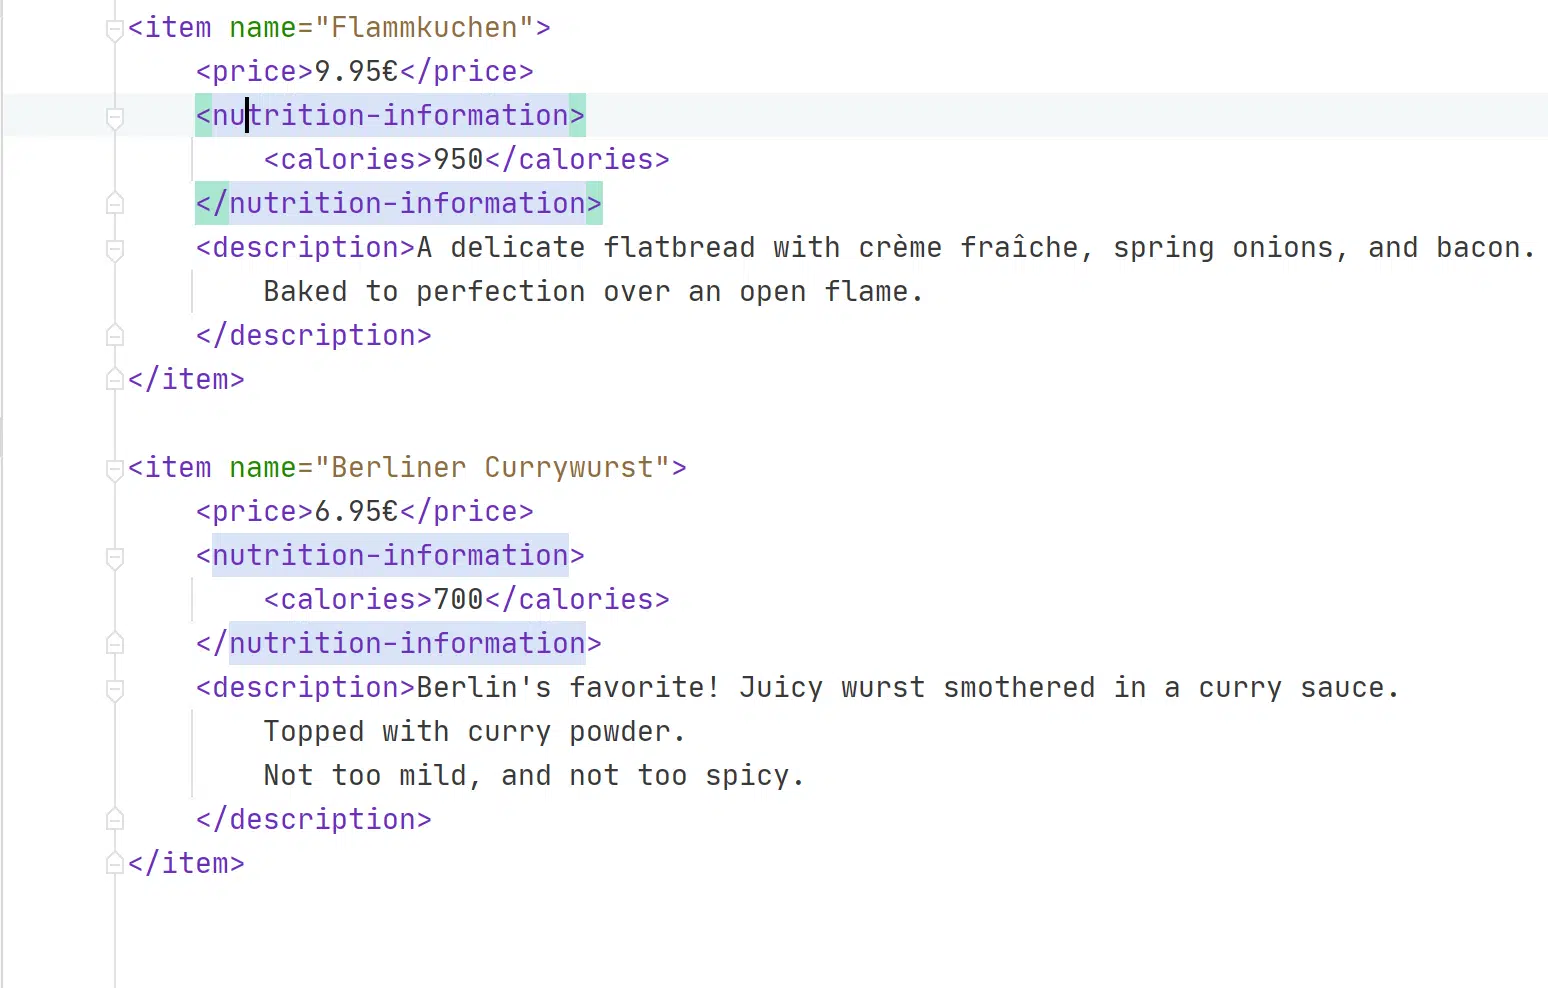 <item name="Flammkuchen">
    <price>9.95€</price>
    <nutrition-information>
        <calories>950</calories>
    </nutrition-information>
    <description>A delicate flatbread with crème fraîche, spring onions, and bacon.
        Baked to perfection over an open flame.
    </description>
</item>

<item name="Berliner Currywurst">
    <price>6.95€</price>
    <nutrition-information>
        <calories>700</calories>
    </nutrition-information>
    <description>Berlin's favorite! Juicy wurst smothered in a curry sauce.
        Topped with curry powder.
        Not too mild, and not too spicy.
    </description>
</item>